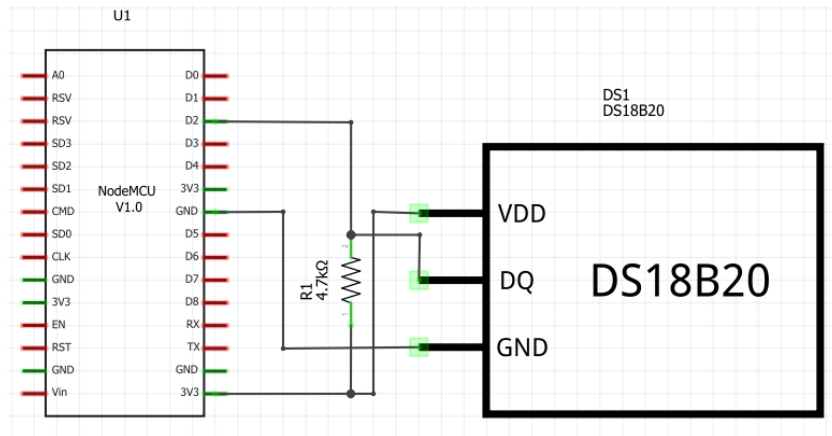 U1
A0
RSV
RSV
SD3
SD2
SD1
CMD
SD0
CLK
GND
3V3
EN
RST
GND
Vin
NodeMCU
V1.0
D0
D1
D2
D3
D4
3V3
GND
D5
D6
D7
D8
RX
TX
GND
3V3
R1
4.7kΩ
2
1
DS1
DS18B20
VDD
DQ
GND
DS18B20